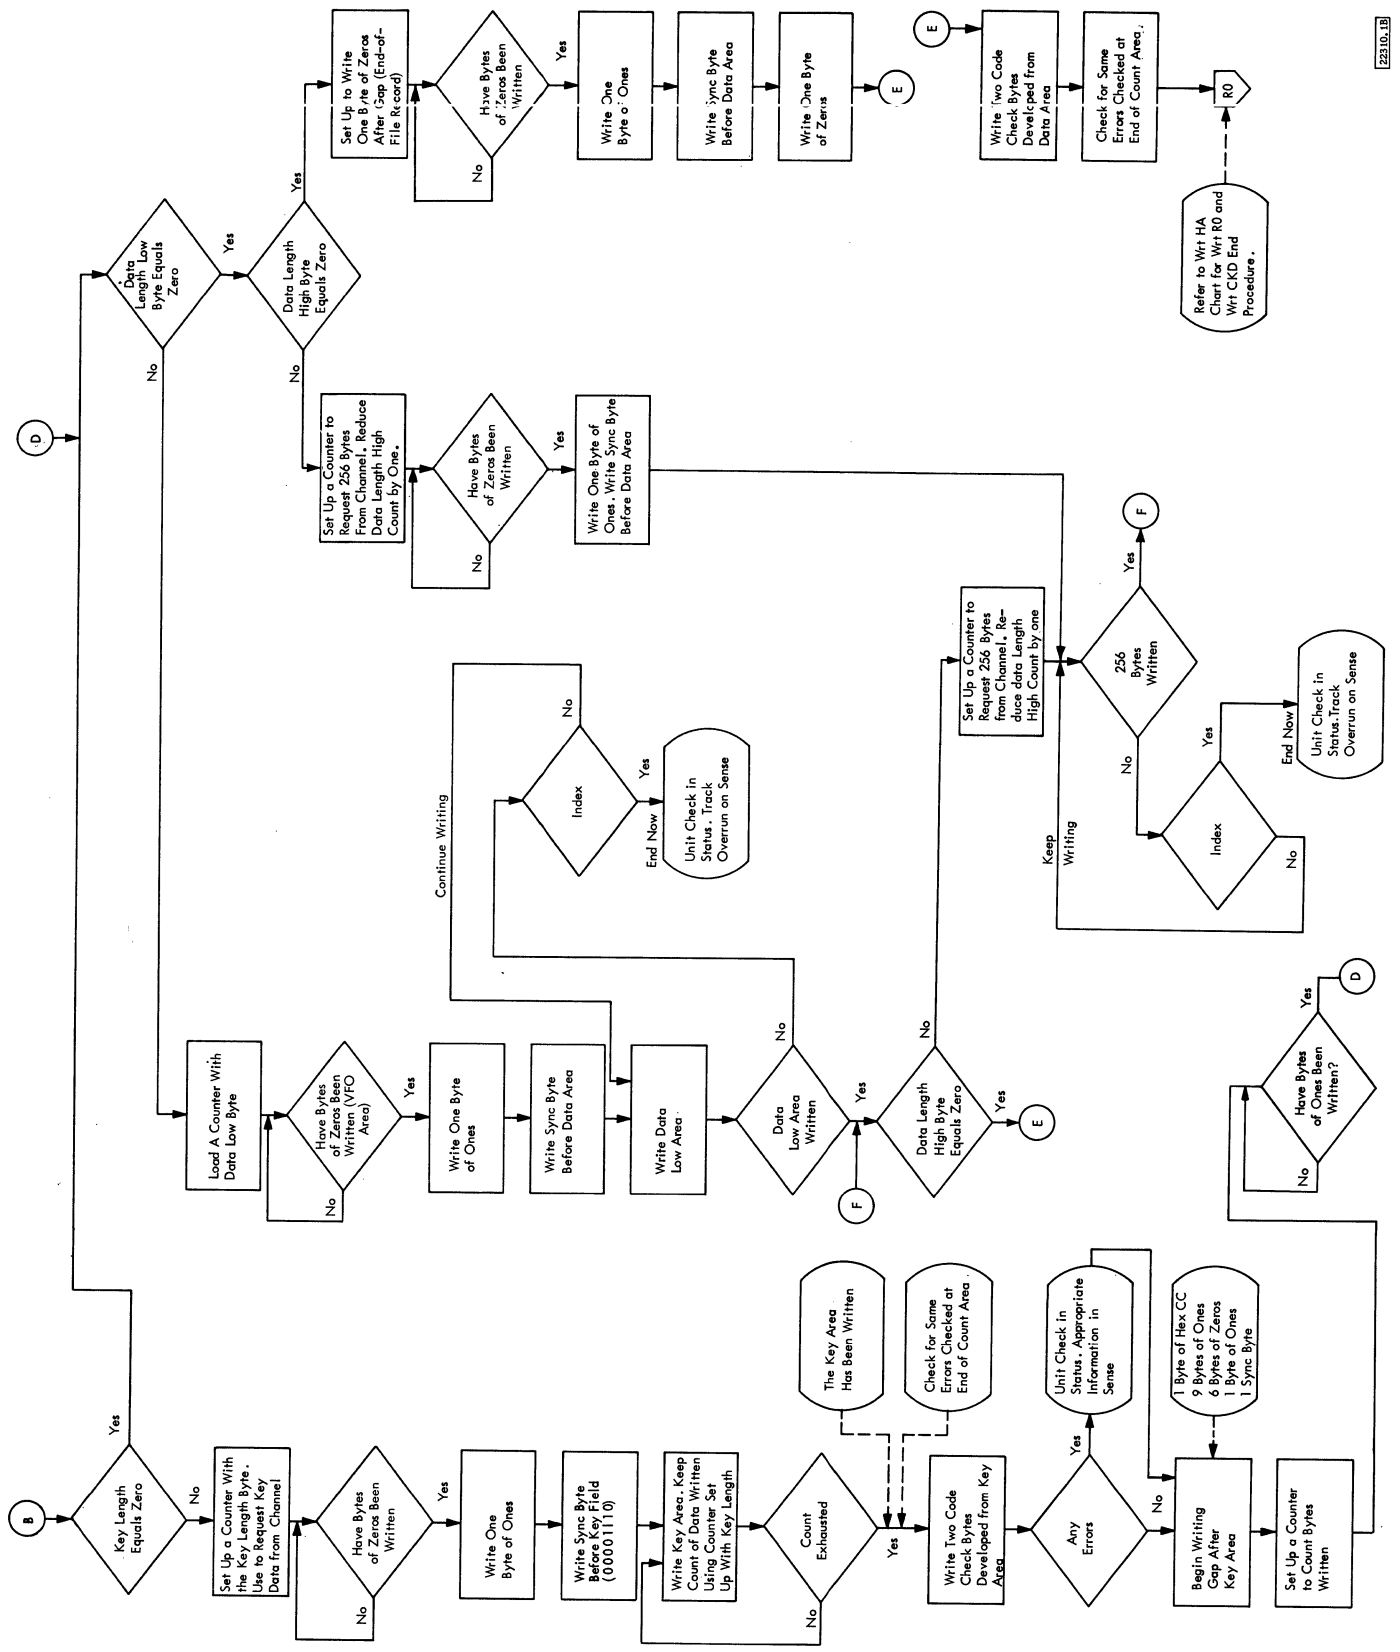 B
Key Length
Equals Zero
Yes
No
Set Up a Counter With
the Key Length Byte.
Use to Request Key
Data from Channel
Have Bytes
of Zeros Been
Written
No
Yes
Write One
Byte of Ones
Write Sync Byte
Before Key Field
(00001110)
Write Key Area. Keep
Count of Data Written
Using Counter Set
Up With Key Length
Count
Exhausted
No
Yes
The Key Area
Has Been Written
Check for Same
Errors Checked at
End of Count Area
Write Two Code
Check Bytes
Developed from Key
Area
Any
Errors
Yes
No
Unit Check in
Status. Appropriate
Information in
Sense
1 Byte of Hex CC
9 Bytes of Ones
6 Bytes of Zeros
1 Byte of Ones
1 Sync Byte
Begin Writing
Gap After
Key Area
Set Up a Counter
to Count Bytes
Written
Have Bytes
of Ones Been
Written?
No
Yes
D
D
Data
Length Low
Byte Equals
Zero
No
Yes
Load A Counter With
Data Low Byte
Have Bytes
of Zeros Been
Written (VFO
Area)
No
Yes
Write One Byte
of Ones
Write Sync Byte
Before Data Area
Write Data
Low Area
Data
Low Area
Written
No
Yes
F
Continue Writing
Index
No
Yes
End Now
Unit Check in
Status. Track
Overrun on Sense
Data Length
High Byte
Equals Zero
No
Yes
E
Data Length
High Byte
Equals Zero
No
Yes
Set Up a Counter to
Request 256 Bytes
From Channel. Reduce
Data Length High
Count by One.
Have Bytes
of Zeros Been
Written
No
Yes
Write One Byte of
Ones. Write Sync Byte
Before Data Area
Set Up a Counter to
Request 256 Bytes
from Channel. Re-
duce data Length
High Count by one
256
Bytes
Written
Yes
F
No
Keep
Writing
Index
No
Yes
End Now
Unit Check in
Status. Track
Overrun on Sense
Set Up to Write
One Byte of Zeros
After Gap (End-of-
File Record)
Have Bytes
of Zeros Been
Written
No
Yes
Write One
Byte of Ones
Write Sync Byte
Before Data Area
Write One Byte
of Zeros
E
E
Write Two Code
Check Bytes
Developed from
Data Area
Check for Same
Errors Checked at
End of Count Area.
R0
Refer to Wrt HA
Chart for Wrt R0 and
Wrt CKD End
Procedure.
22310.1B